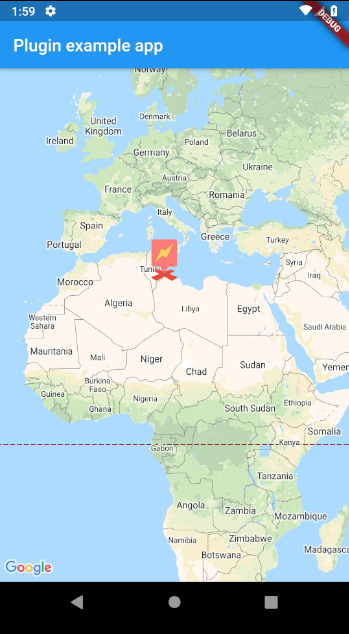 1:59
DEBUG
Plugin example app
Norway
United
Kingdom
Denmark
Ireland
Belarus
Poland
Germany
Ukraine
Austria
France
Romania
Italy
Spain
Portugal
Greece
Turkey
Syria
Iraq
Morocco
Algeria
Libya
Egypt
Western
Sahara
Saudi Arabia
Mauritania
Mali
Niger
Chad
Sudan
Yemen
Burkina
Faso
Guinea
Ghana
Nigeria
Ethiopia
South Sudan
Somalia
Gabon
Kenya
Tanzania
Angola
Zambia
Mozambique
Namibia
Zimbabwe
Madagasca
Botswana
Google